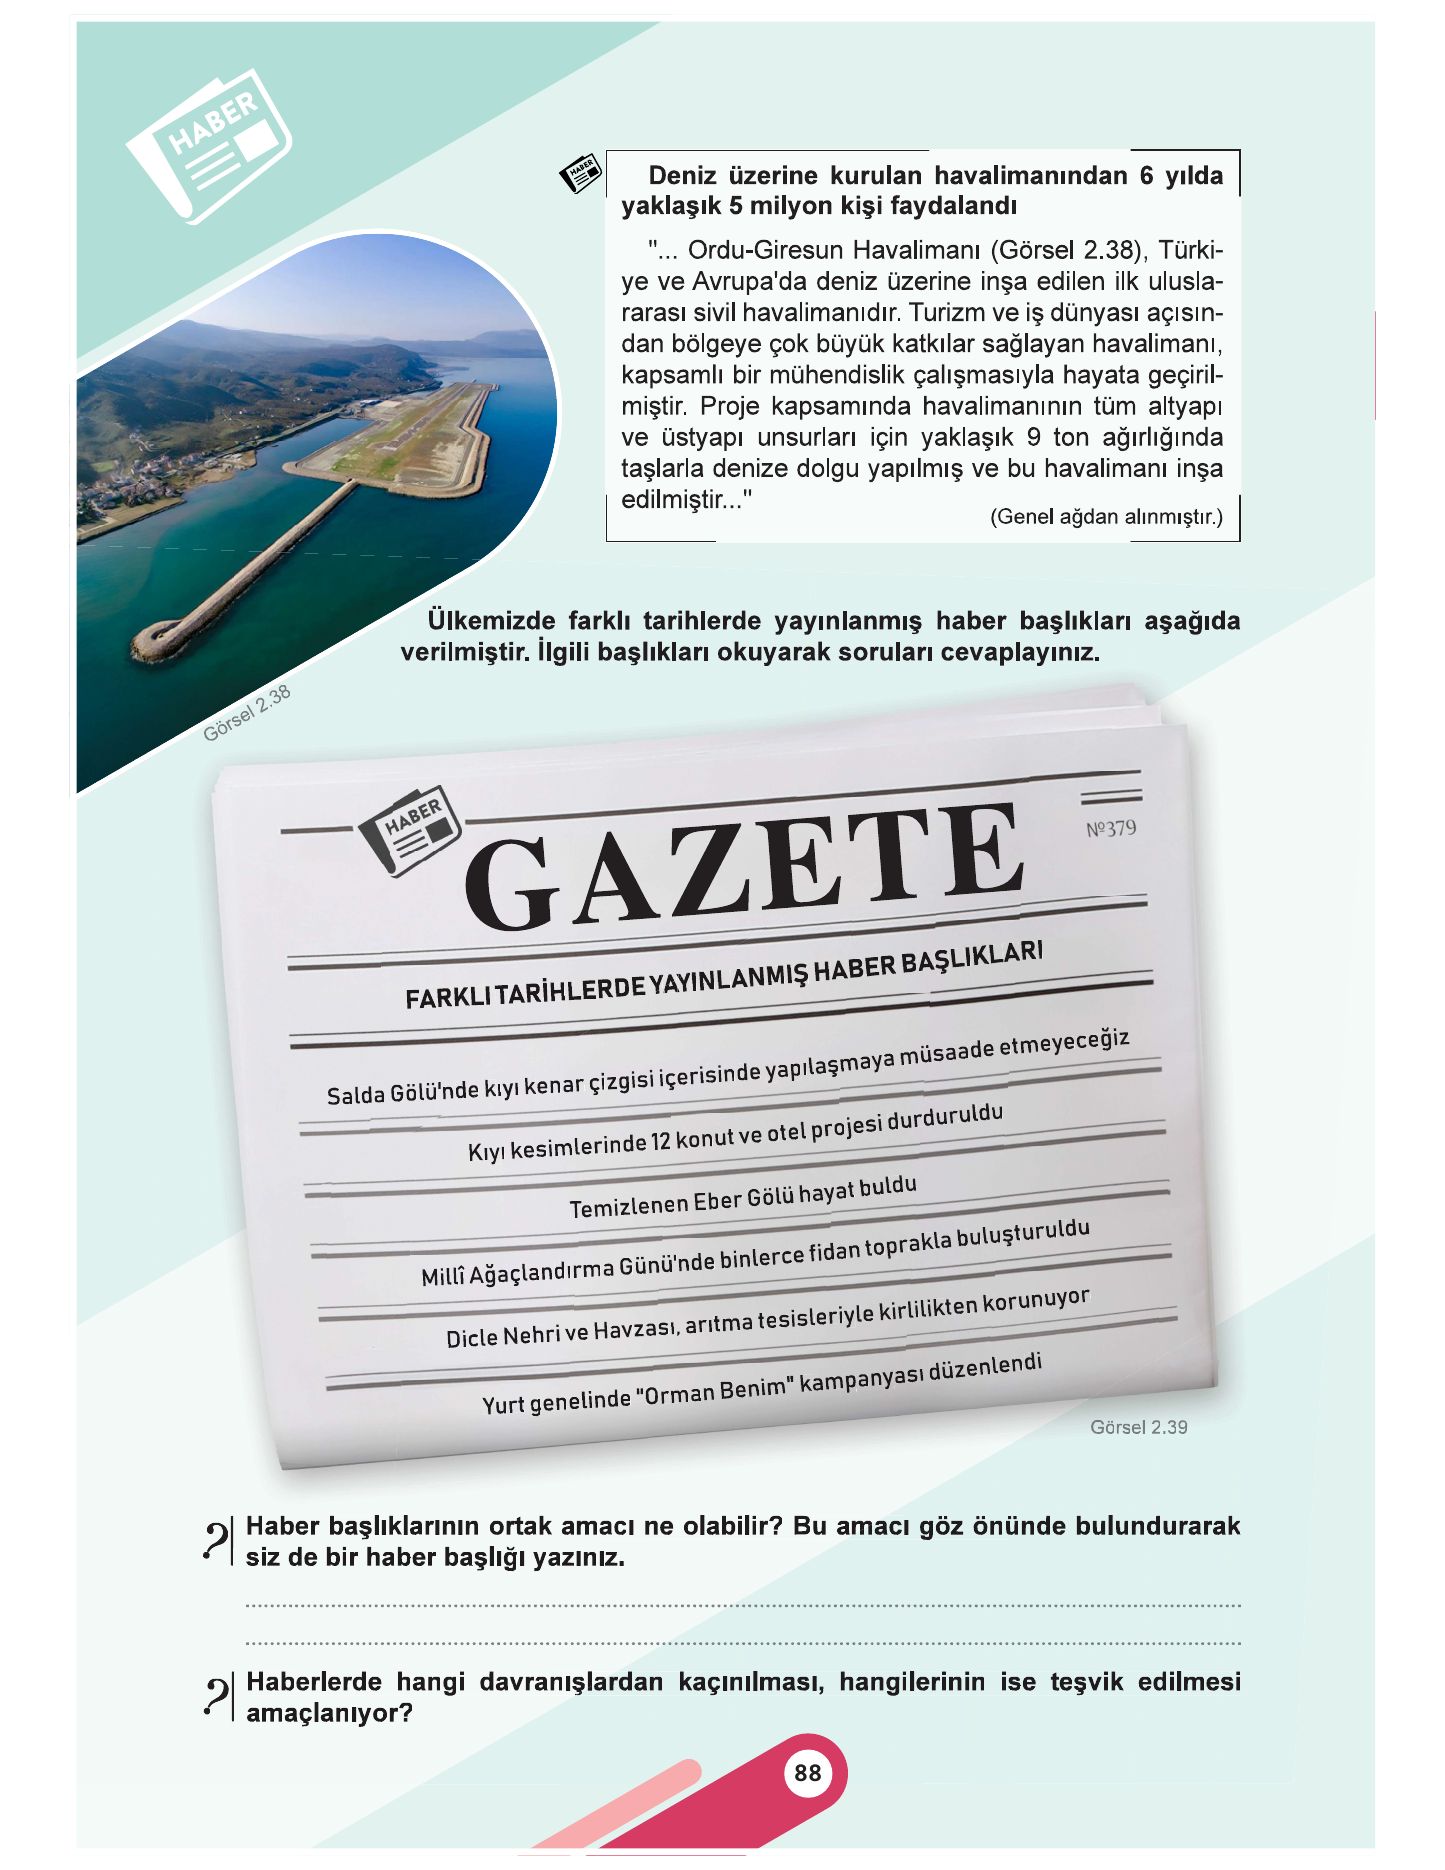 HABER
HABER
Deniz üzerine kurulan havalimanından 6 yılda
yaklaşık 5 milyon kişi faydalandı
"... Ordu-Giresun Havalimanı (Görsel 2.38), Türki-
ye ve Avrupa'da deniz üzerine inşa edilen ilk ulusla-
rarası sivil havalimanıdır. Turizm ve iş dünyası açısın-
dan bölgeye çok büyük katkılar sağlayan havalimanı,
kapsamlı bir mühendislik çalışmasıyla hayata geçiril-
miştir. Proje kapsamında havalimanının tüm altyapı
ve üstyapı unsurları için yaklaşık 9 ton ağırlığında
taşlarla denize dolgu yapılmış ve bu havalimanı inşa
edilmiştir..."
(Genel ağdan alınmıştır.)
Ülkemizde farklı tarihlerde yayınlanmış haber başlıkları aşağıda
verilmiştir. İlgili başlıkları okuyarak soruları cevaplayınız.
Görsel 2.38
HABER
GAZETE
№379
FARKLI TARİHLERDE YAYINLANMIŞ HABER BAŞLIKLARI
Salda Gölü'nde kıyı kenar çizgisi içerisinde yapılaşmaya müsaade etmeyeceğiz
Kıyı kesimlerinde 12 konut ve otel projesi durduruldu
Temizlenen Eber Gölü hayat buldu
Millî Ağaçlandırma Günü'nde binlerce fidan toprakla buluşturuldu
Dicle Nehri ve Havzası, arıtma tesisleriyle kirlilikten korunuyor
Yurt genelinde "Orman Benim" kampanyası düzenlendi
Görsel 2.39
? Haber başlıklarının ortak amacı ne olabilir? Bu amacı göz önünde bulundurarak
siz de bir haber başlığı yazınız.
? Haberlerde hangi davranışlardan kaçınılması, hangilerinin ise teşvik edilmesi
amaçlanıyor?
88